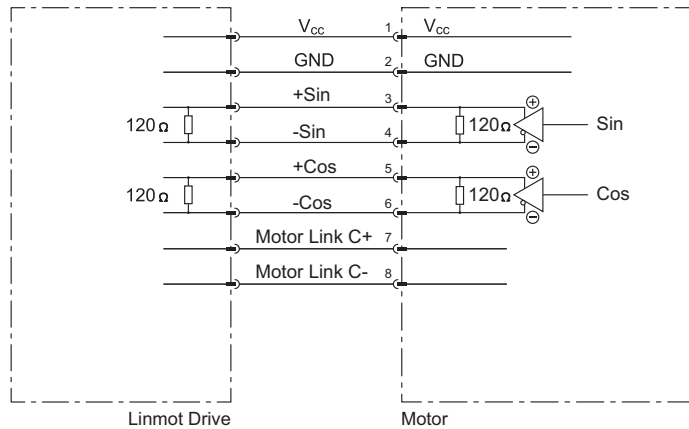 Vcc 1 Vcc
GND 2 GND
+Sin 3
120Ω 120Ω + Sin
-Sin 4 -
+Cos 5
120Ω 120Ω + Cos
-Cos 6 -
Motor Link C+ 7
Motor Link C- 8
Linmot Drive Motor